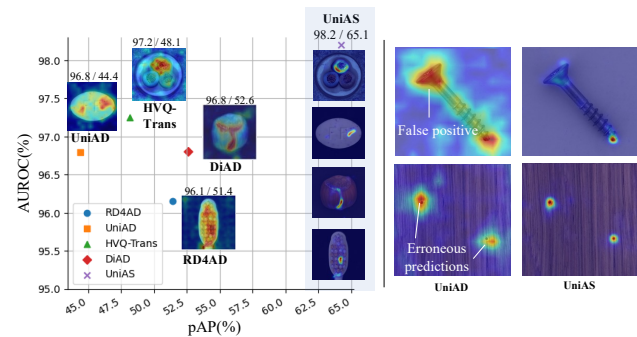 UniAS
98.2 / 65.1
97.2 / 48.1
96.8 / 44.4
96.8 / 52.6
96.1 / 51.4
HVQ-
Trans
UniAD
DiAD
RD4AD
AUROC(%)
98.0
97.5
97.0
96.5
96.0
95.5
95.0
RD4AD
UniAD
HVQ-Trans
DiAD
UniAS
45.0 47.5 50.0 52.5 55.0 57.5 60.0 62.5 65.0
pAP(%)
False positive
Erroneous
predictions
UniAD UniAS